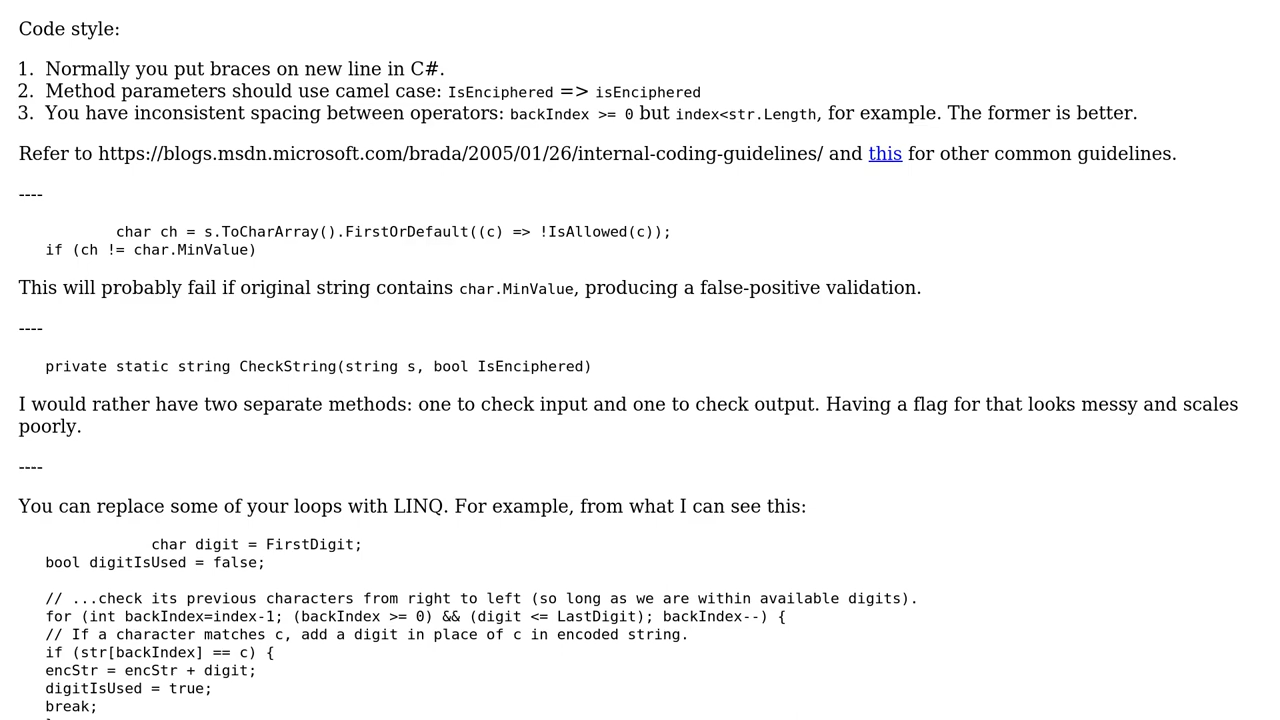 Code style:
1. Normally you put braces on new line in C#.
2. Method parameters should use camel case: IsEnciphered => isEnciphered
3. You have inconsistent spacing between operators: backIndex >= 0 but index<str.Length, for example. The former is better.
Refer to https://blogs.msdn.microsoft.com/brada/2005/01/26/internal-coding-guidelines/ and this for other common guidelines.
----
char ch = s.ToCharArray().FirstOrDefault((c) => !IsAllowed(c));
if (ch != char.MinValue)
This will probably fail if original string contains char.MinValue, producing a false-positive validation.
----
private static string CheckString(string s, bool IsEnciphered)
I would rather have two separate methods: one to check input and one to check output. Having a flag for that looks messy and scales
poorly.
----
You can replace some of your loops with LINQ. For example, from what I can see this:
char digit = FirstDigit;
bool digitIsUsed = false;
// ...check its previous characters from right to left (so long as we are within available digits).
for (int backIndex=index-1; (backIndex >= 0) && (digit <= LastDigit); backIndex--) {
// If a character matches c, add a digit in place of c in encoded string.
if (str[backIndex] == c) {
encStr = encStr + digit;
digitIsUsed = true;
break;